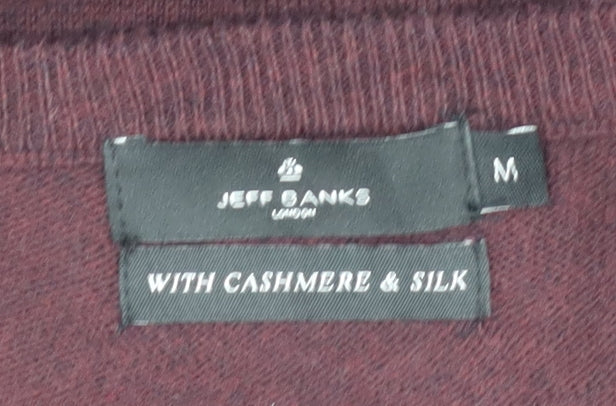 JEFF BANKS
LONDON
M
WITH CASHMERE & SILK